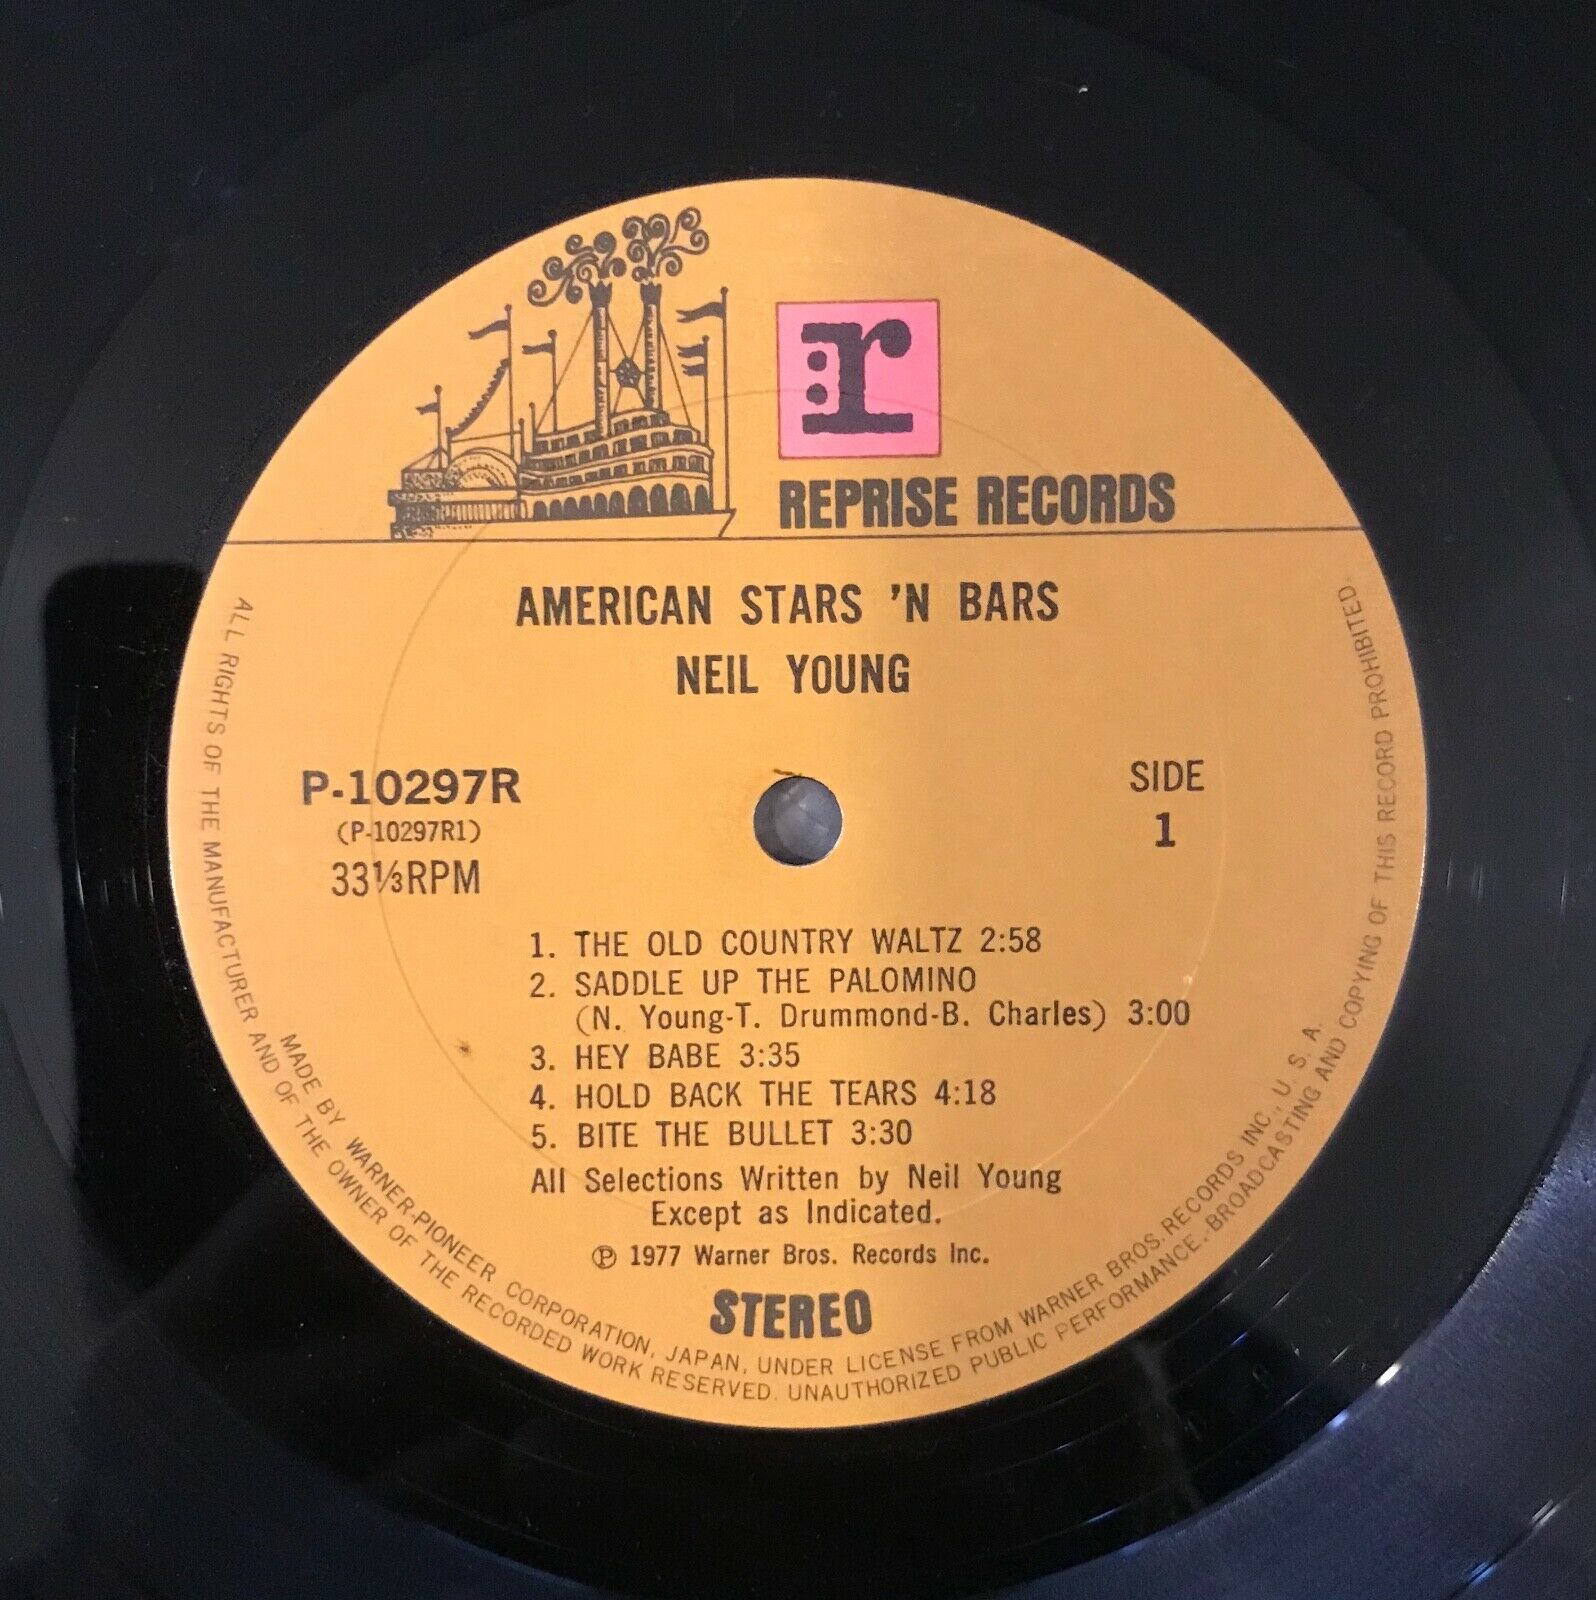 :r
REPRISE RECORDS
AMERICAN STARS 'N BARS
NEIL YOUNG
P-10297R
(P-10297R1)
33⅓RPM
SIDE
1
1. THE OLD COUNTRY WALTZ 2:58
2. SADDLE UP THE PALOMINO
(N. Young-T. Drummond-B. Charles) 3:00
3. HEY BABE 3:35
4. HOLD BACK THE TEARS 4:18
5. BITE THE BULLET 3:30
All Selections Written by Neil Young
Except as Indicated.
Ⓟ 1977 Warner Bros. Records Inc.
STEREO
MADE BY WARNER-PIONEER CORPORATION, JAPAN, UNDER LICENSE FROM WARNER BROS. RECORDS INC., U. S. A.
ALL RIGHTS OF THE MANUFACTURER AND OF THE OWNER OF THE RECORDED WORK RESERVED. UNAUTHORIZED PUBLIC PERFORMANCE, BROADCASTING AND COPYING OF THIS RECORD PROHIBITED.